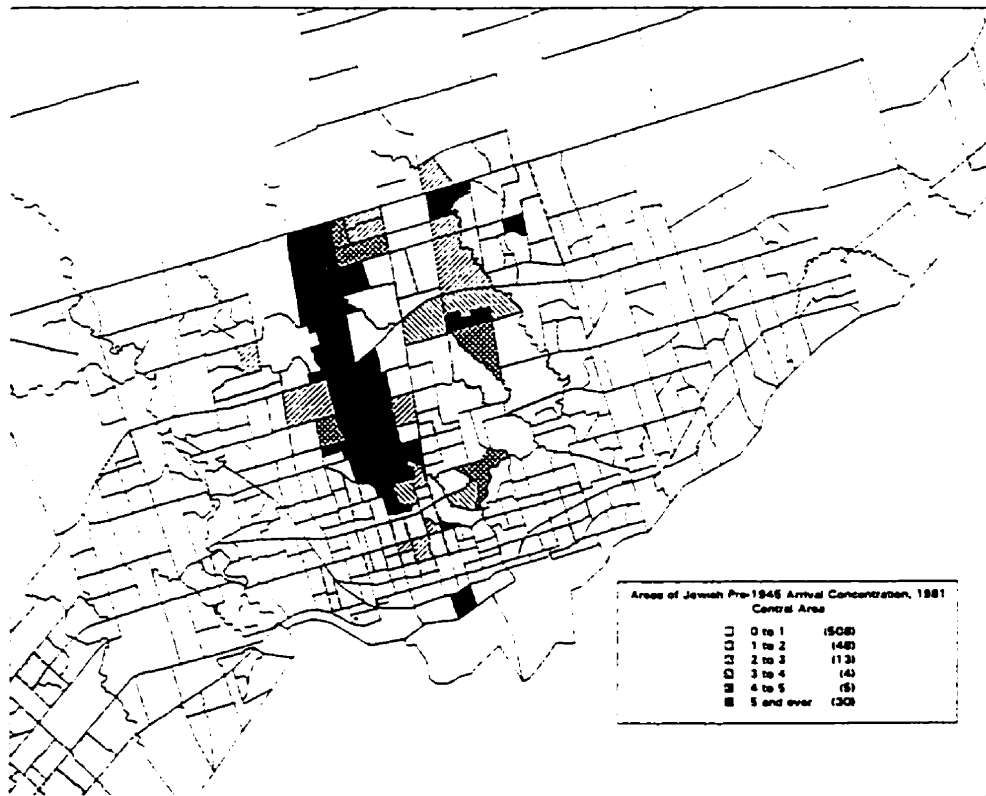 Areas of Jewish Pre-1946 Arrival Concentration, 1981
Central Area
0 to 1 (508)
1 to 2 (48)
2 to 3 (13)
3 to 4 (4)
4 to 5 (5)
5 and over (30)